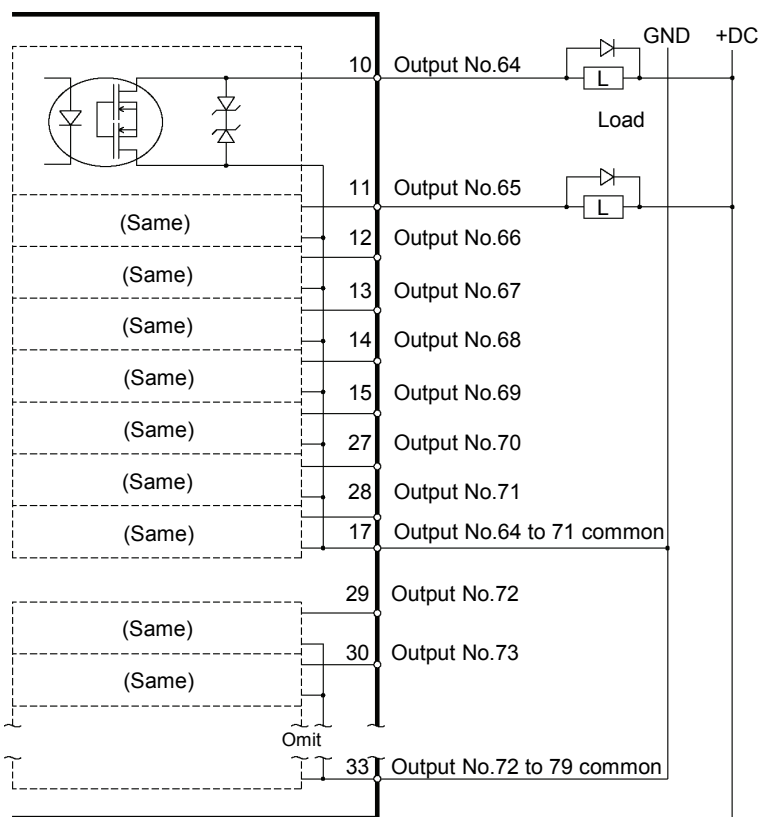 GND +DC
10 Output No.64
L
Load
11 Output No.65
L
(Same)
12 Output No.66
(Same)
13 Output No.67
(Same)
14 Output No.68
(Same)
15 Output No.69
(Same)
27 Output No.70
(Same)
28 Output No.71
(Same)
17 Output No.64 to 71 common
29 Output No.72
(Same)
30 Output No.73
(Same)
Omit
33 Output No.72 to 79 common